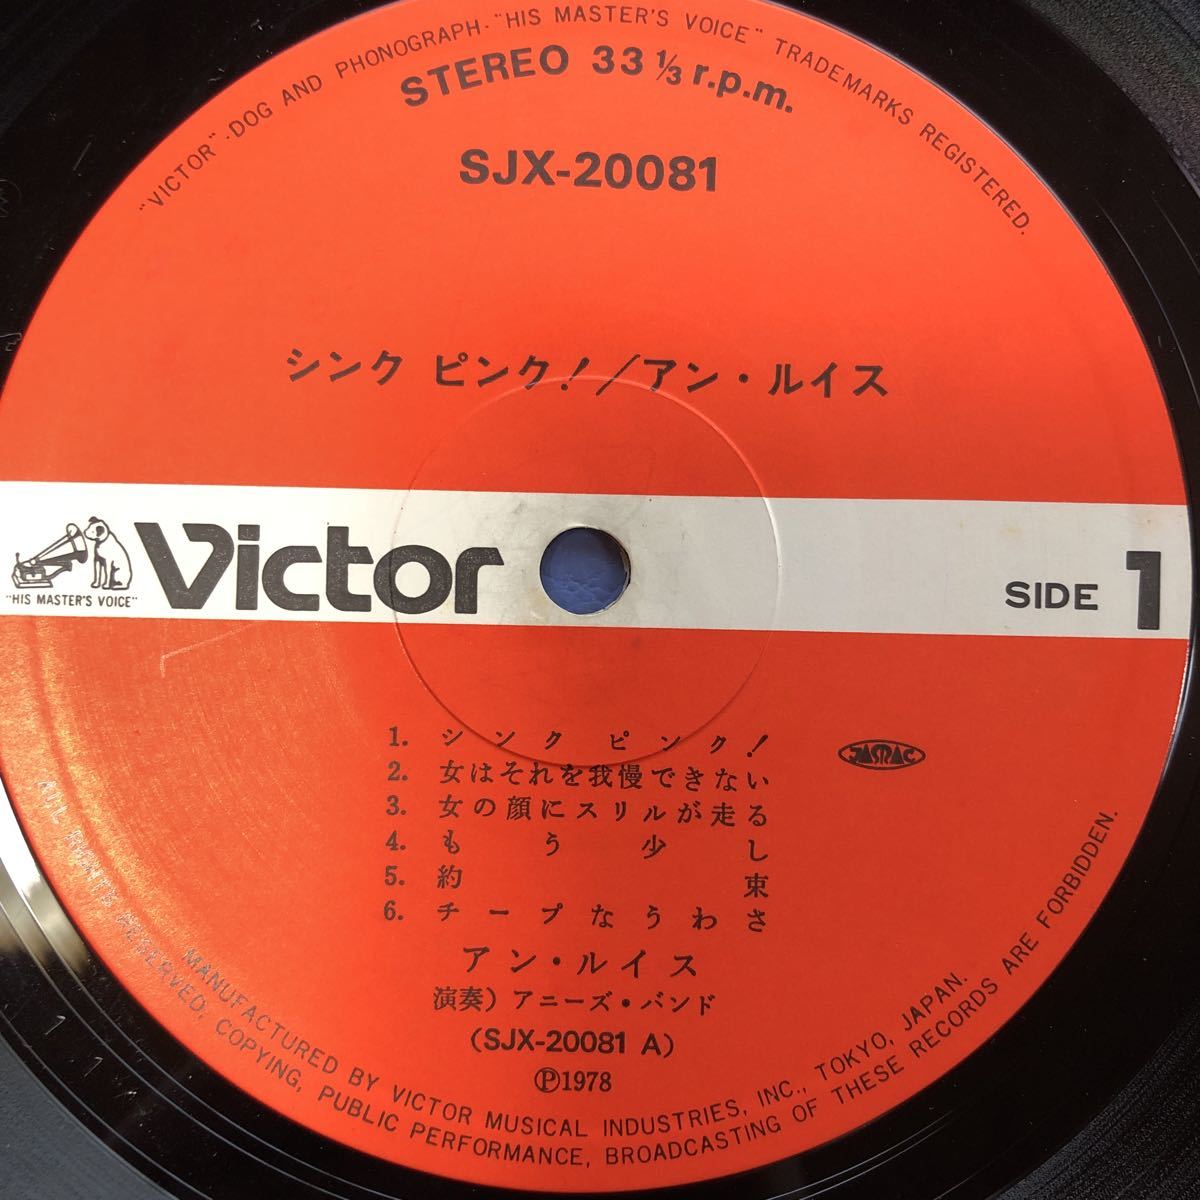 "VICTOR"-DOG AND PHONOGRAPH-"HIS MASTER'S VOICE" TRADEMARKS REGISTERED.
STEREO 33 1/3 r.p.m.
SJX-20081
シンク ピンク!/アン・ルイス
"HIS MASTER'S VOICE"
Victor
SIDE 1
1. シンク ピンク!
2. 女はそれを我慢できない
3. 女の顔にスリルが走る
4. もう少し
5. 約束
6. チープなうわさ
JASRAC
アン・ルイス
演奏) アニーズ・バンド
(SJX-20081 A)
Ⓟ1978
MANUFACTURED BY VICTOR MUSICAL INDUSTRIES, INC., TOKYO, JAPAN.
ALL RIGHTS RESERVED; COPYING, PUBLIC PERFORMANCE, BROADCASTING OF THESE RECORDS ARE FORBIDDEN.